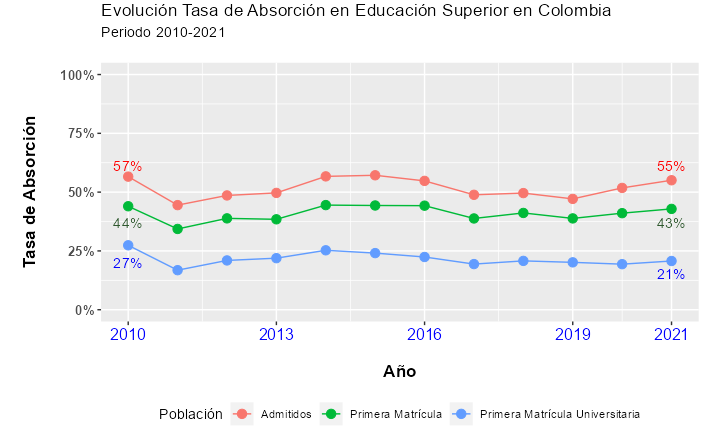 Evolución Tasa de Absorción en Educación Superior en Colombia
Periodo 2010-2021
Tasa de Absorción
100%
75%
50%
25%
0%
57%
55%
44%
43%
27%
21%
2010 2013 2016 2019 2021
Año
Población Admitidos Primera Matrícula Primera Matrícula Universitaria